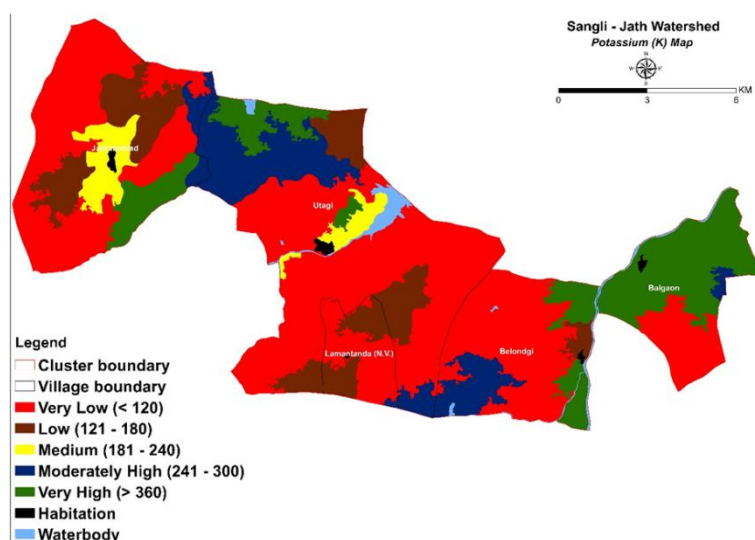 Sangli - Jath Watershed
Potassium (K) Map
N
W
E
S
KM
0
3
6
Utagi
Balgaon
Lamantanda (N.V.)
Belondgi
Legend
Cluster boundary
Village boundary
Very Low (< 120)
Low (121 - 180)
Medium (181 - 240)
Moderately High (241 - 300)
Very High (> 360)
Habitation
Waterbody